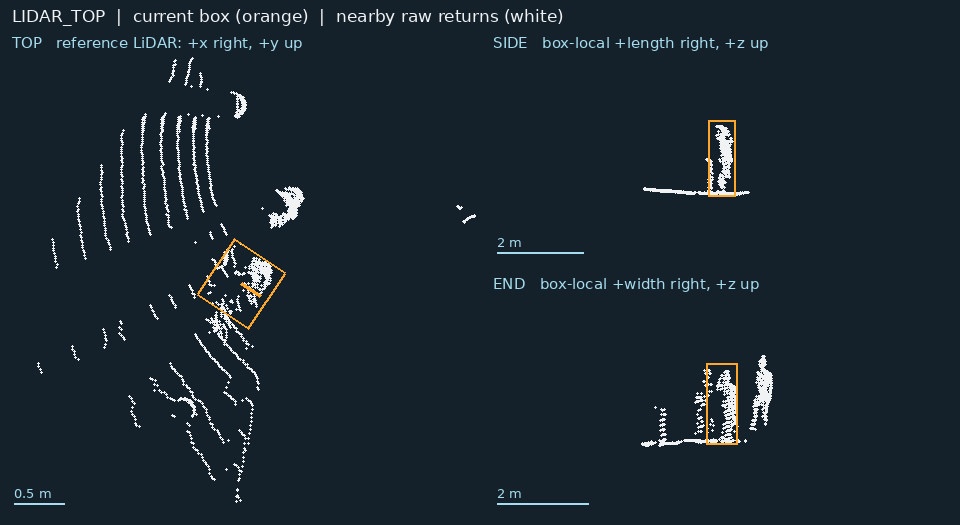 LIDAR_TOP  |  current box (orange)  |  nearby raw returns (white)
TOP   reference LiDAR: +x right, +y up
SIDE   box-local +length right, +z up
2 m
END   box-local +width right, +z up
0.5 m
2 m